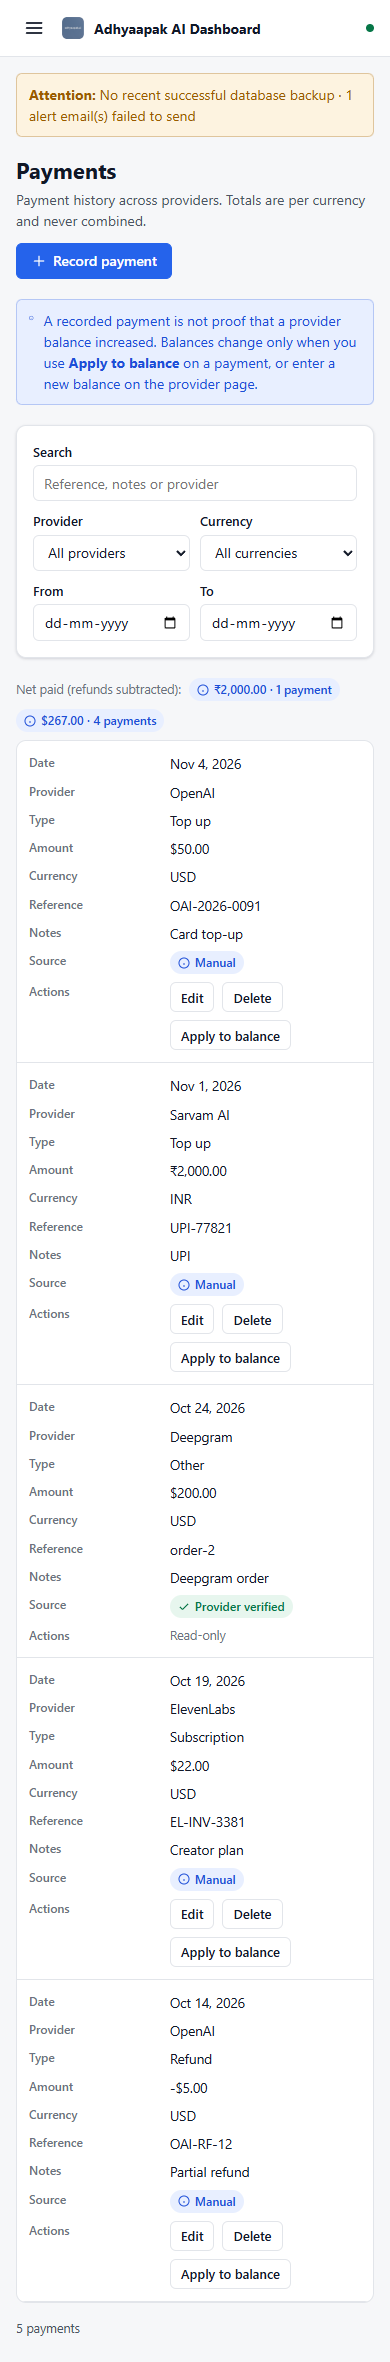 Adhyaapak AI Dashboard
Attention: No recent successful database backup · 1
alert email(s) failed to send
Payments
Payment history across providers. Totals are per currency
and never combined.
+ Record payment
A recorded payment is not proof that a provider
balance increased. Balances change only when you
use Apply to balance on a payment, or enter a
new balance on the provider page.
Search
Reference, notes or provider
Provider Currency
All providers All currencies
From To
dd-mm-yyyy dd-mm-yyyy
Net paid (refunds subtracted): ₹2,000.00 · 1 payment
$267.00 · 4 payments
Date Nov 4, 2026
Provider OpenAI
Type Top up
Amount $50.00
Currency USD
Reference OAI-2026-0091
Notes Card top-up
Source Manual
Actions Edit Delete
Apply to balance
Date Nov 1, 2026
Provider Sarvam AI
Type Top up
Amount ₹2,000.00
Currency INR
Reference UPI-77821
Notes UPI
Source Manual
Actions Edit Delete
Apply to balance
Date Oct 24, 2026
Provider Deepgram
Type Other
Amount $200.00
Currency USD
Reference order-2
Notes Deepgram order
Source Provider verified
Actions Read-only
Date Oct 19, 2026
Provider ElevenLabs
Type Subscription
Amount $22.00
Currency USD
Reference EL-INV-3381
Notes Creator plan
Source Manual
Actions Edit Delete
Apply to balance
Date Oct 14, 2026
Provider OpenAI
Type Refund
Amount -$5.00
Currency USD
Reference OAI-RF-12
Notes Partial refund
Source Manual
Actions Edit Delete
Apply to balance
5 payments